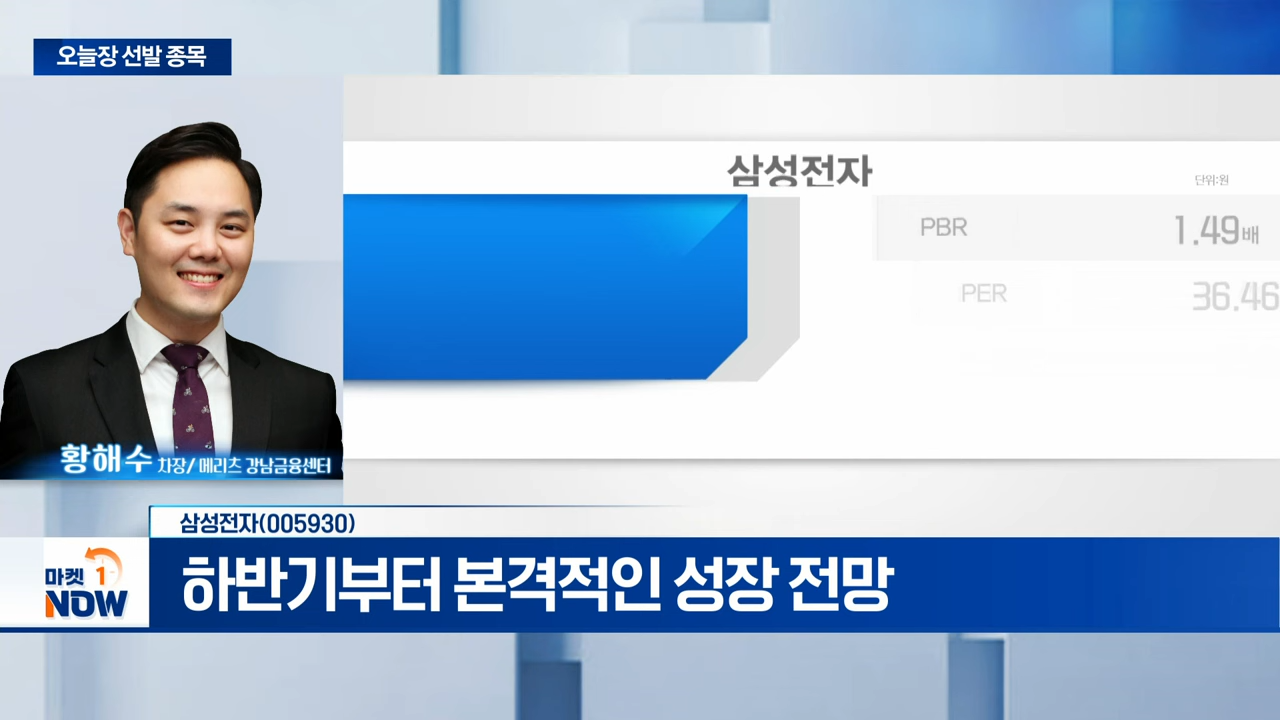 오늘장 선발 종목
삼성전자
단위:원
PBR 1.49배
PER 36.46
황해수 차장/ 메리츠 강남금융센터
삼성전자(005930)
마켓 1
NOW
하반기부터 본격적인 성장 전망